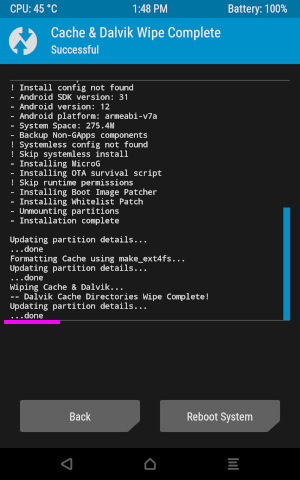 CPU: 45 °C
1:48 PM
Battery: 100%
Cache & Dalvik Wipe Complete
Successful
! Install config not found
- Android SDK version: 31
- Android version: 12
- Android platform: armeabi-v7a
- System Space: 275.4M
- Backup Non-GApps components
! Systemless config not found
! Skip systemless install
- Installing MicroG
- Installing OTA survival script
! Skip runtime permissions
- Installing Boot Image Patcher
- Installing Whitelist Patch
- Unmounting partitions
- Installation complete
Updating partition details...
...done
Formatting Cache using make_ext4fs...
Updating partition details...
...done
Wiping Cache & Dalvik...
-- Dalvik Cache Directories Wipe Complete!
Updating partition details...
...done
Back
Reboot System